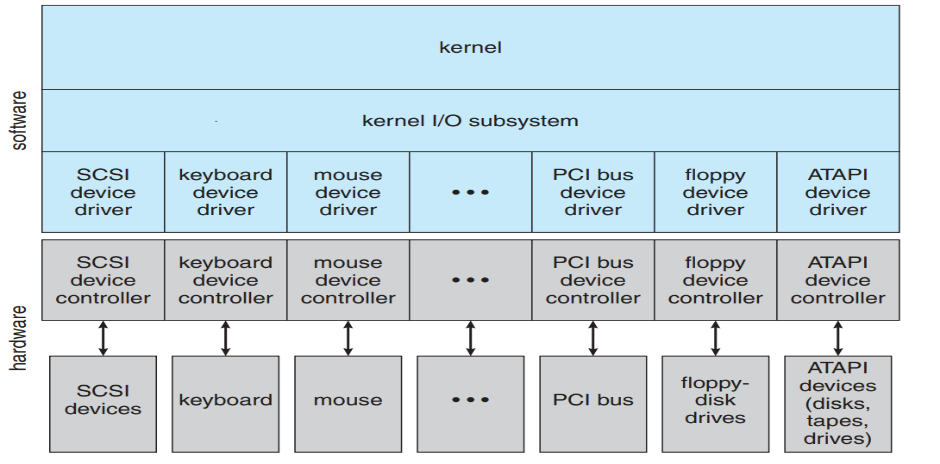 kernel
kernel I/O subsystem
software
SCSI
device
driver
keyboard
device
driver
mouse
device
driver
•••
PCI bus
device
driver
floppy
device
driver
ATAPI
device
driver
SCSI
device
controller
keyboard
device
controller
mouse
device
controller
•••
PCI bus
device
controller
floppy
device
controller
ATAPI
device
controller
hardware
SCSI
devices
keyboard
mouse
•••
PCI bus
floppy-
disk
drives
ATAPI
devices
(disks,
tapes,
drives)